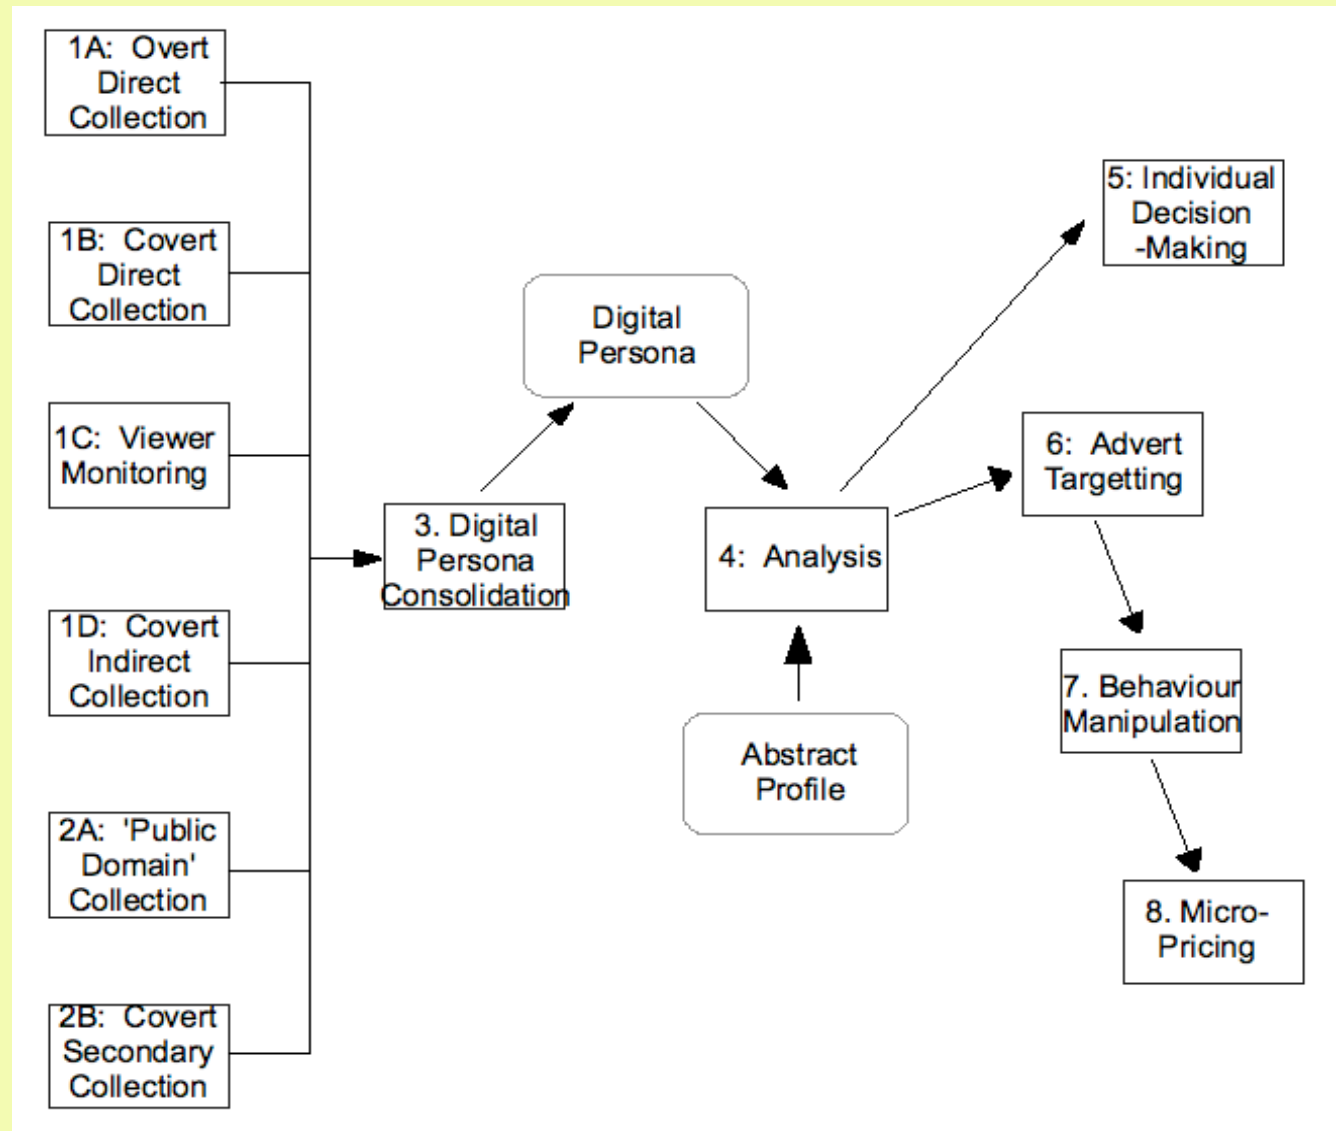 1A: Overt
Direct
Collection
1B: Covert
Direct
Collection
1C: Viewer
Monitoring
1D: Covert
Indirect
Collection
2A: 'Public
Domain'
Collection
2B: Covert
Secondary
Collection
3. Digital
Persona
Consolidation
Digital
Persona
4: Analysis
Abstract
Profile
5: Individual
Decision
-Making
6: Advert
Targetting
7. Behaviour
Manipulation
8. Micro-
Pricing